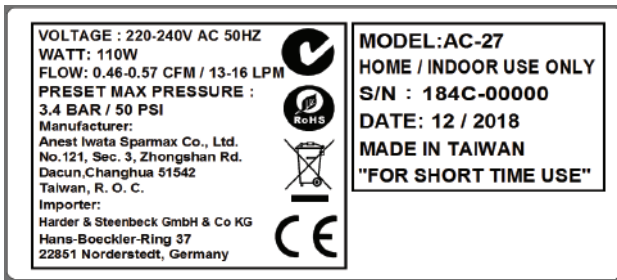 VOLTAGE : 220-240V AC 50HZ
WATT: 110W
FLOW: 0.46-0.57 CFM / 13-16 LPM
PRESET MAX PRESSURE :
3.4 BAR / 50 PSI
Manufacturer:
Anest Iwata Sparmax Co., Ltd.
No.121, Sec. 3, Zhongshan Rd.
Dacun,Changhua 51542
Taiwan, R. O. C.
Importer:
Harder & Steenbeck GmbH & Co KG
Hans-Boeckler-Ring 37
22851 Norderstedt, Germany
RoHS
CE
MODEL:AC-27
HOME / INDOOR USE ONLY
S/N : 184C-00000
DATE: 12 / 2018
MADE IN TAIWAN
"FOR SHORT TIME USE"